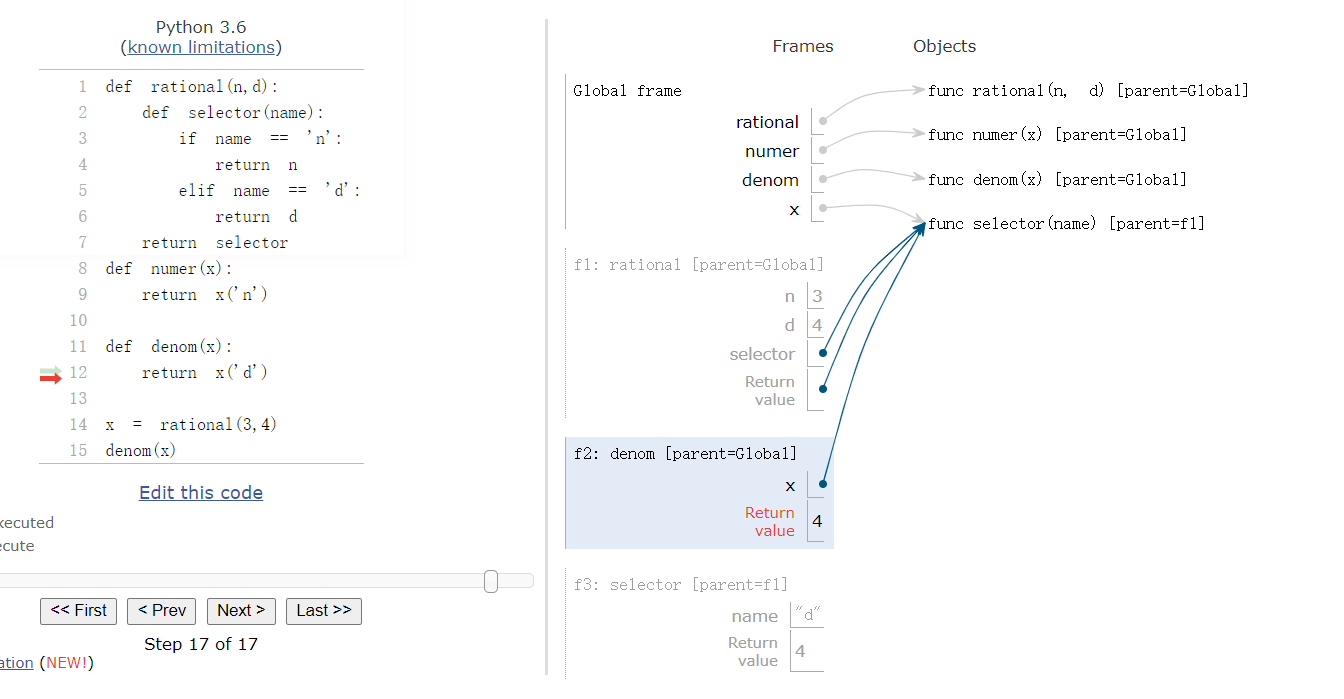 Python 3.6
(known limitations)
1 def rational(n,d):
2 def selector(name):
3 if name == 'n':
4 return n
5 elif name == 'd':
6 return d
7 return selector
8 def numer(x):
9 return x('n')
10
11 def denom(x):
12 return x('d')
13
14 x = rational(3,4)
15 denom(x)
Edit this code
xecuted
ecute
<< First < Prev Next > Last >>
Step 17 of 17
ation (NEW!)
Frames Objects
Global frame
rational
numer
denom
x
func rational(n, d) [parent=Global]
func numer(x) [parent=Global]
func denom(x) [parent=Global]
func selector(name) [parent=f1]
f1: rational [parent=Global]
n 3
d 4
selector
Return
value
f2: denom [parent=Global]
x
Return
value 4
f3: selector [parent=f1]
name "d"
Return
value 4